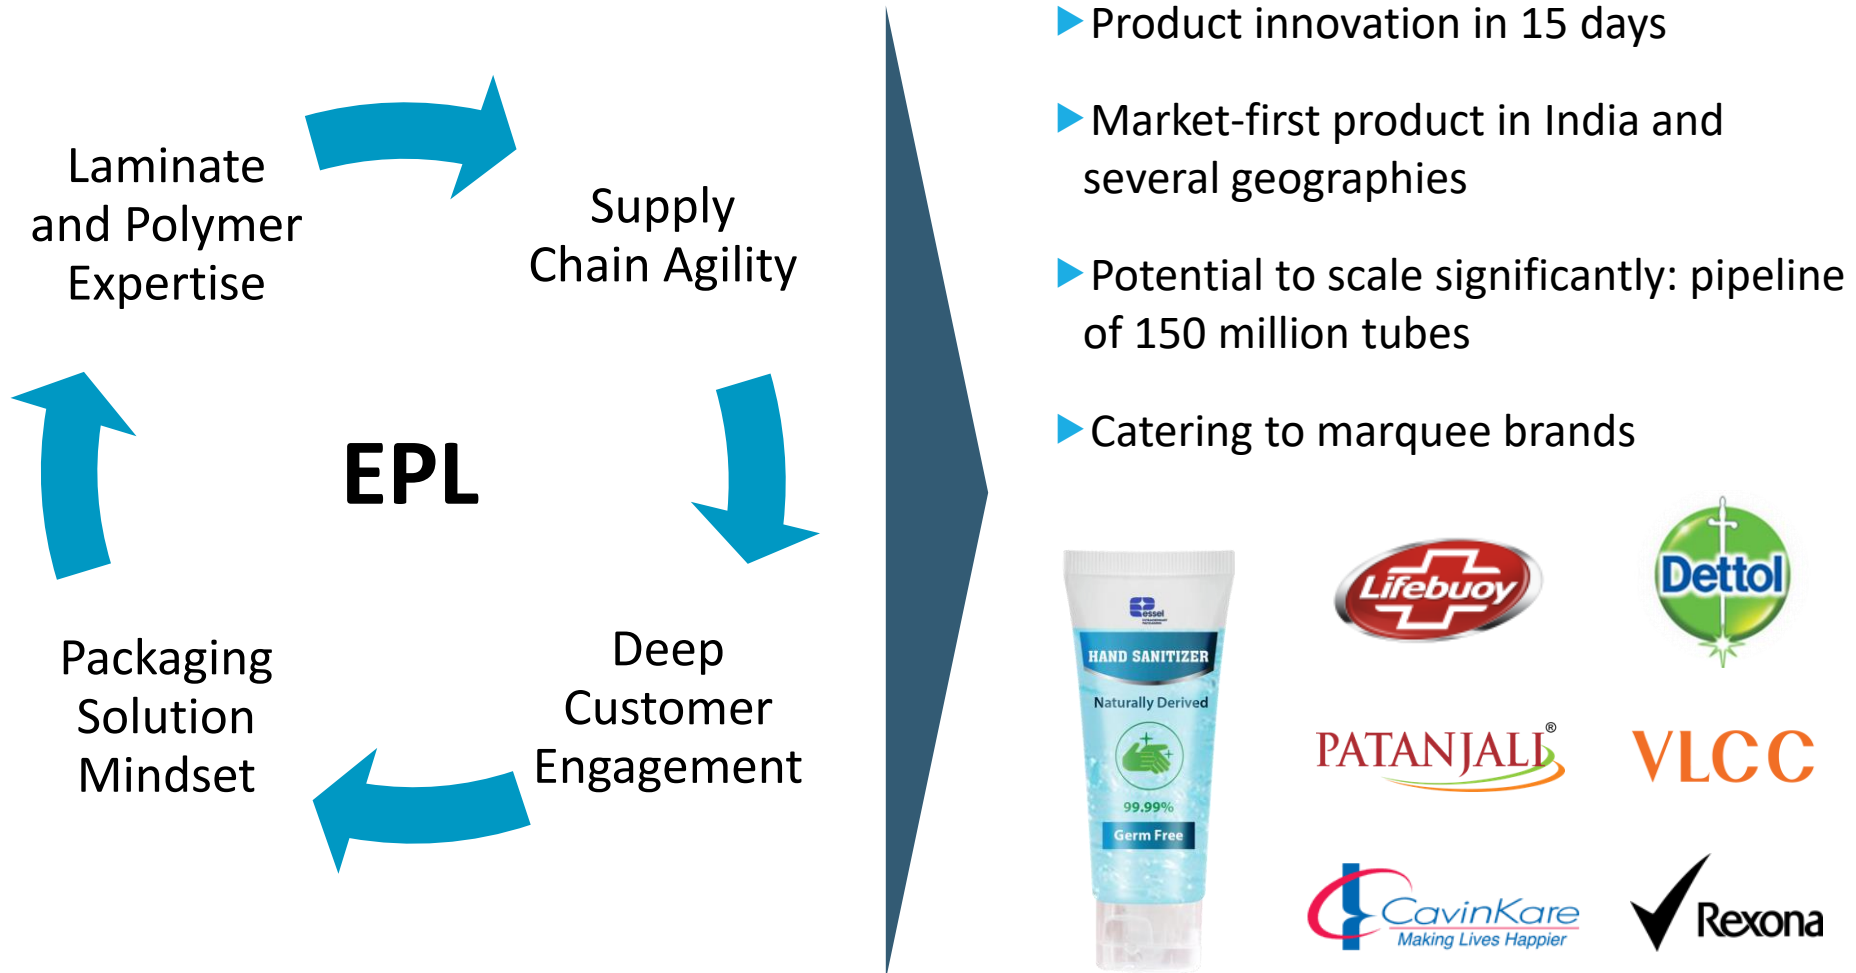 Laminate
and Polymer
Expertise
Supply
Chain Agility
EPL
Packaging
Solution
Mindset
Deep
Customer
Engagement
Product innovation in 15 days
Market-first product in India and
several geographies
Potential to scale significantly: pipeline
of 150 million tubes
Catering to marquee brands
essel
HAND SANITIZER
Naturally Derived
99.99%
Germ Free
Lifebuoy
Dettol
PATANJALI®
VLCC
CavinKare
Making Lives Happier
Rexona